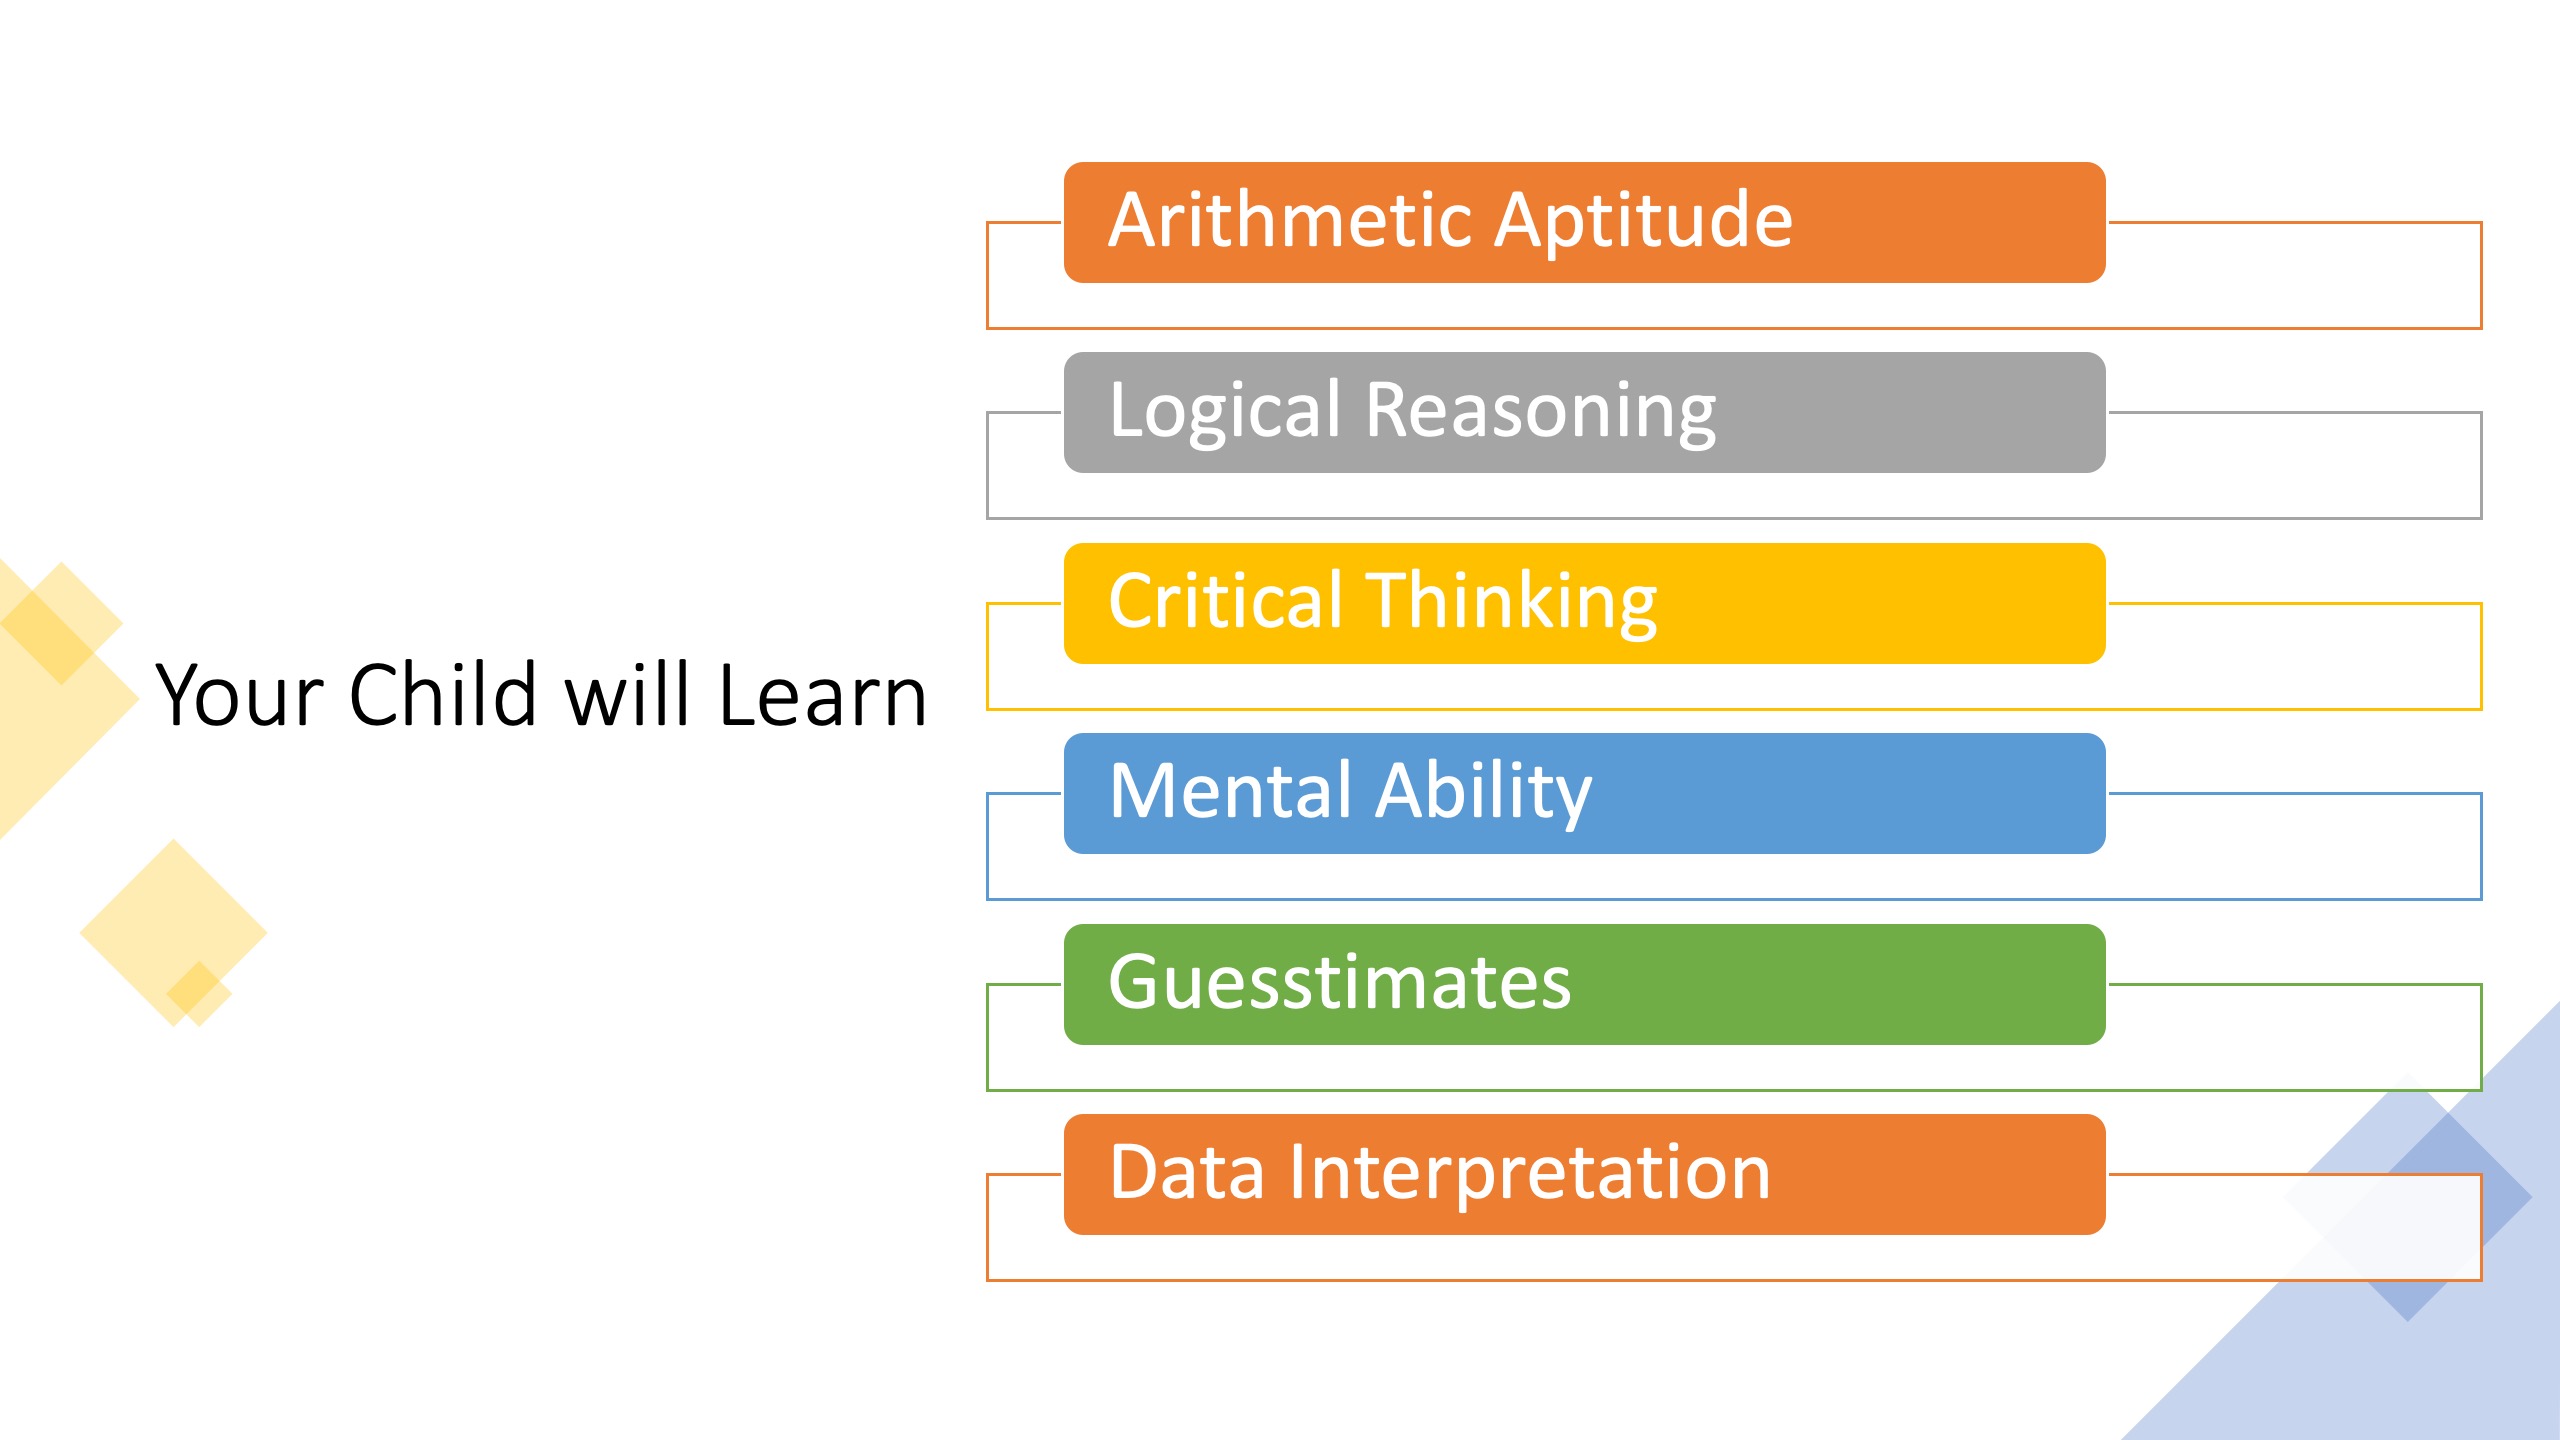 Your Child will Learn
Arithmetic Aptitude
Logical Reasoning
Critical Thinking
Mental Ability
Guesstimates
Data Interpretation